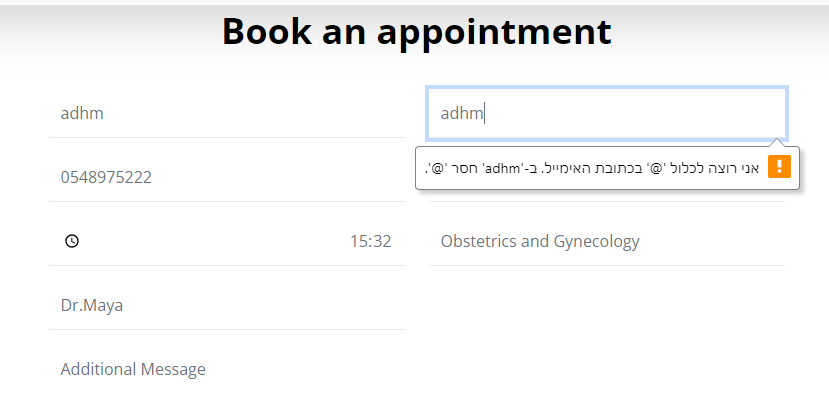 Book an appointment
adhm
adhm
אני רוצה לכלול '@' בכתובת האימייל. ב-'adhm' חסר '@'.
0548975222
15:32
Obstetrics and Gynecology
Dr.Maya
Additional Message